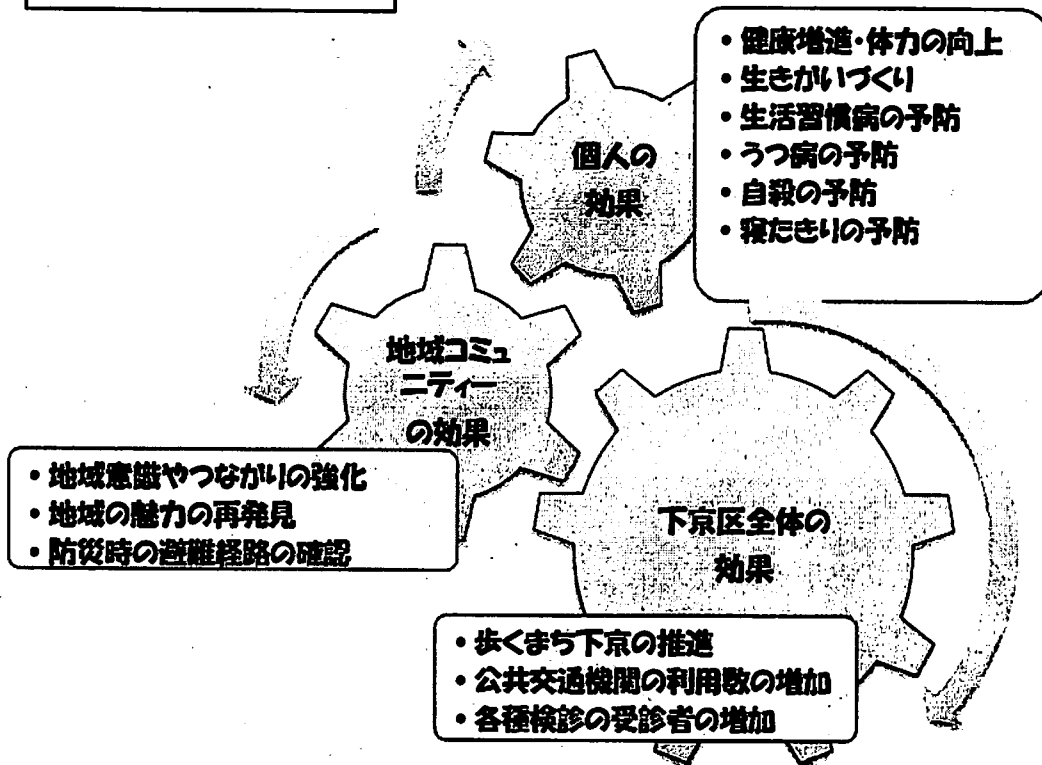 個人の
効果
・健康増進・体力の向上
・生きがいづくり
・生活習慣病の予防
・うつ病の予防
・自殺の予防
・寝たきりの予防
地域コミュ
ニティー
の効果
・地域意識やつながりの強化
・地域の魅力の再発見
・防災時の避難経路の確認
下京区全体の
効果
・歩くまち下京の推進
・公共交通機関の利用数の増加
・各種検診の受診者の増加